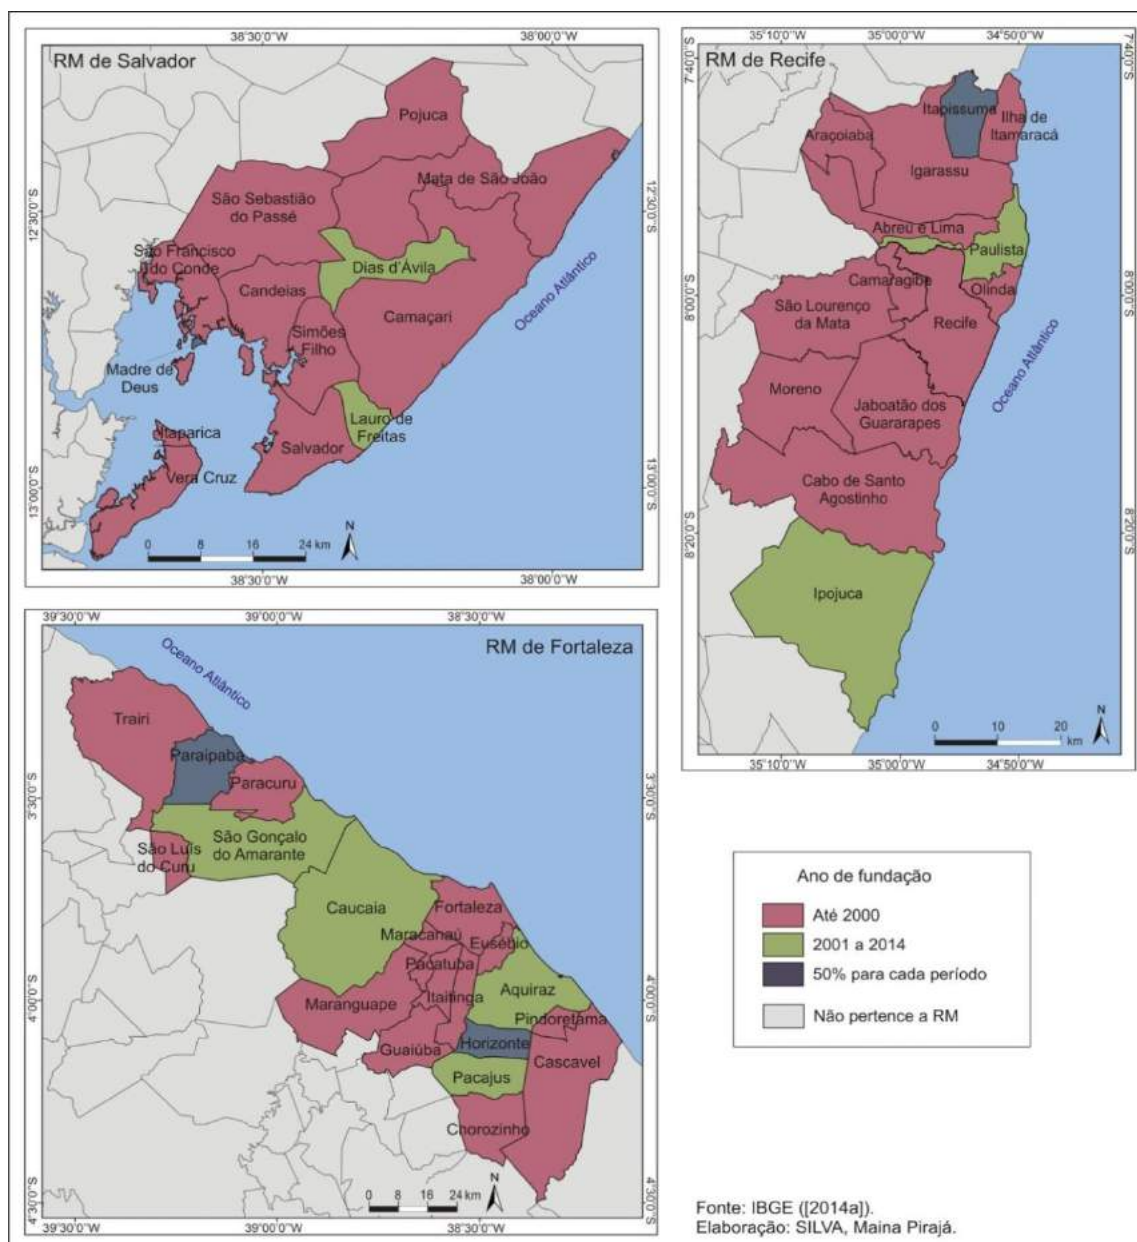 RM de Salvador
38°30'0"W
38°00'0"W
12°30'0"S
13°00'0"S
Pojuca
Mata de São João
São Sebastião
do Passé
São Francisco
do Conde
Dias d'Ávila
Candeias
Camaçari
Simões
Filho
Madre de
Deus
Lauro de
Freitas
Itaparica
Salvador
Vera Cruz
Oceano Atlântico
0 8 16 24 km
N
12°30'0"S
13°00'0"S
38°30'0"W
38°00'0"W
RM de Recife
35°10'0"W
35°00'0"W
34°50'0"W
7°40'0"S
8°00'0"S
8°20'0"S
Itapissuma
Ilha de
Itamaracá
Araçoiaba
Igarassu
Abreu e Lima
Paulista
Camaragibe
Olinda
São Lourenço
da Mata
Recife
Moreno
Jaboatão dos
Guararapes
Cabo de Santo
Agostinho
Ipojuca
Oceano Atlântico
N
0 10 20
km
7°40'0"S
8°00'0"S
8°20'0"S
35°10'0"W
35°00'0"W
34°50'0"W
RM de Fortaleza
39°30'0"W
39°00'0"W
38°30'0"W
3°30'0"S
4°00'0"S
4°30'0"S
Oceano Atlântico
Trairi
Paraipaba
Paracuru
São Gonçalo
do Amarante
São Luís
do Curu
Caucaia
Fortaleza
Maracanaú
Eusébio
Pacatuba
Maranguape
Itaitinga
Aquiraz
Pindoretama
Guaiúba
Horizonte
Cascavel
Pacajus
Chorozinho
0 8 16 24 km
N
3°30'0"S
4°00'0"S
4°30'0"S
39°30'0"W
39°00'0"W
38°30'0"W
Ano de fundação
Até 2000
2001 a 2014
50% para cada período
Não pertence a RM
Fonte: IBGE ([2014a]).
Elaboração: SILVA, Maina Pirajá.